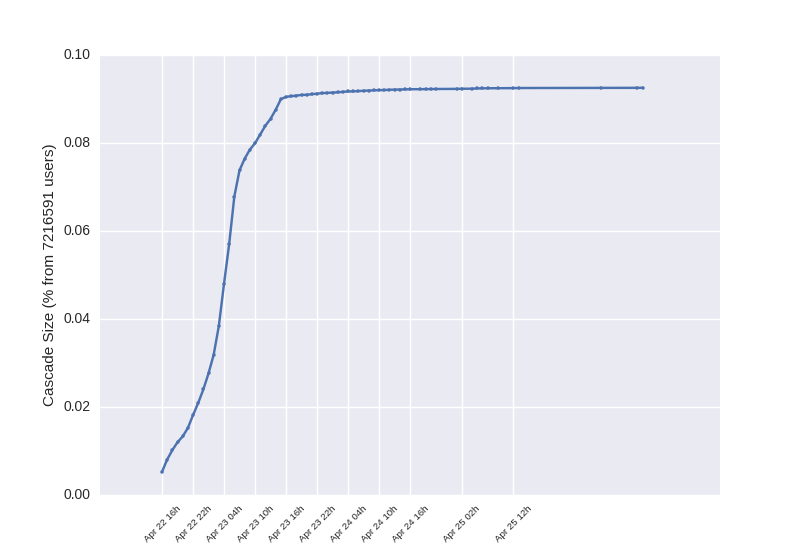 0.10
0.08
0.06
0.04
0.02
0.00
Cascade Size (% from 7216591 users)
Apr 22 16h
Apr 22 22h
Apr 23 04h
Apr 23 10h
Apr 23 16h
Apr 23 22h
Apr 24 04h
Apr 24 10h
Apr 24 16h
Apr 25 02h
Apr 25 12h